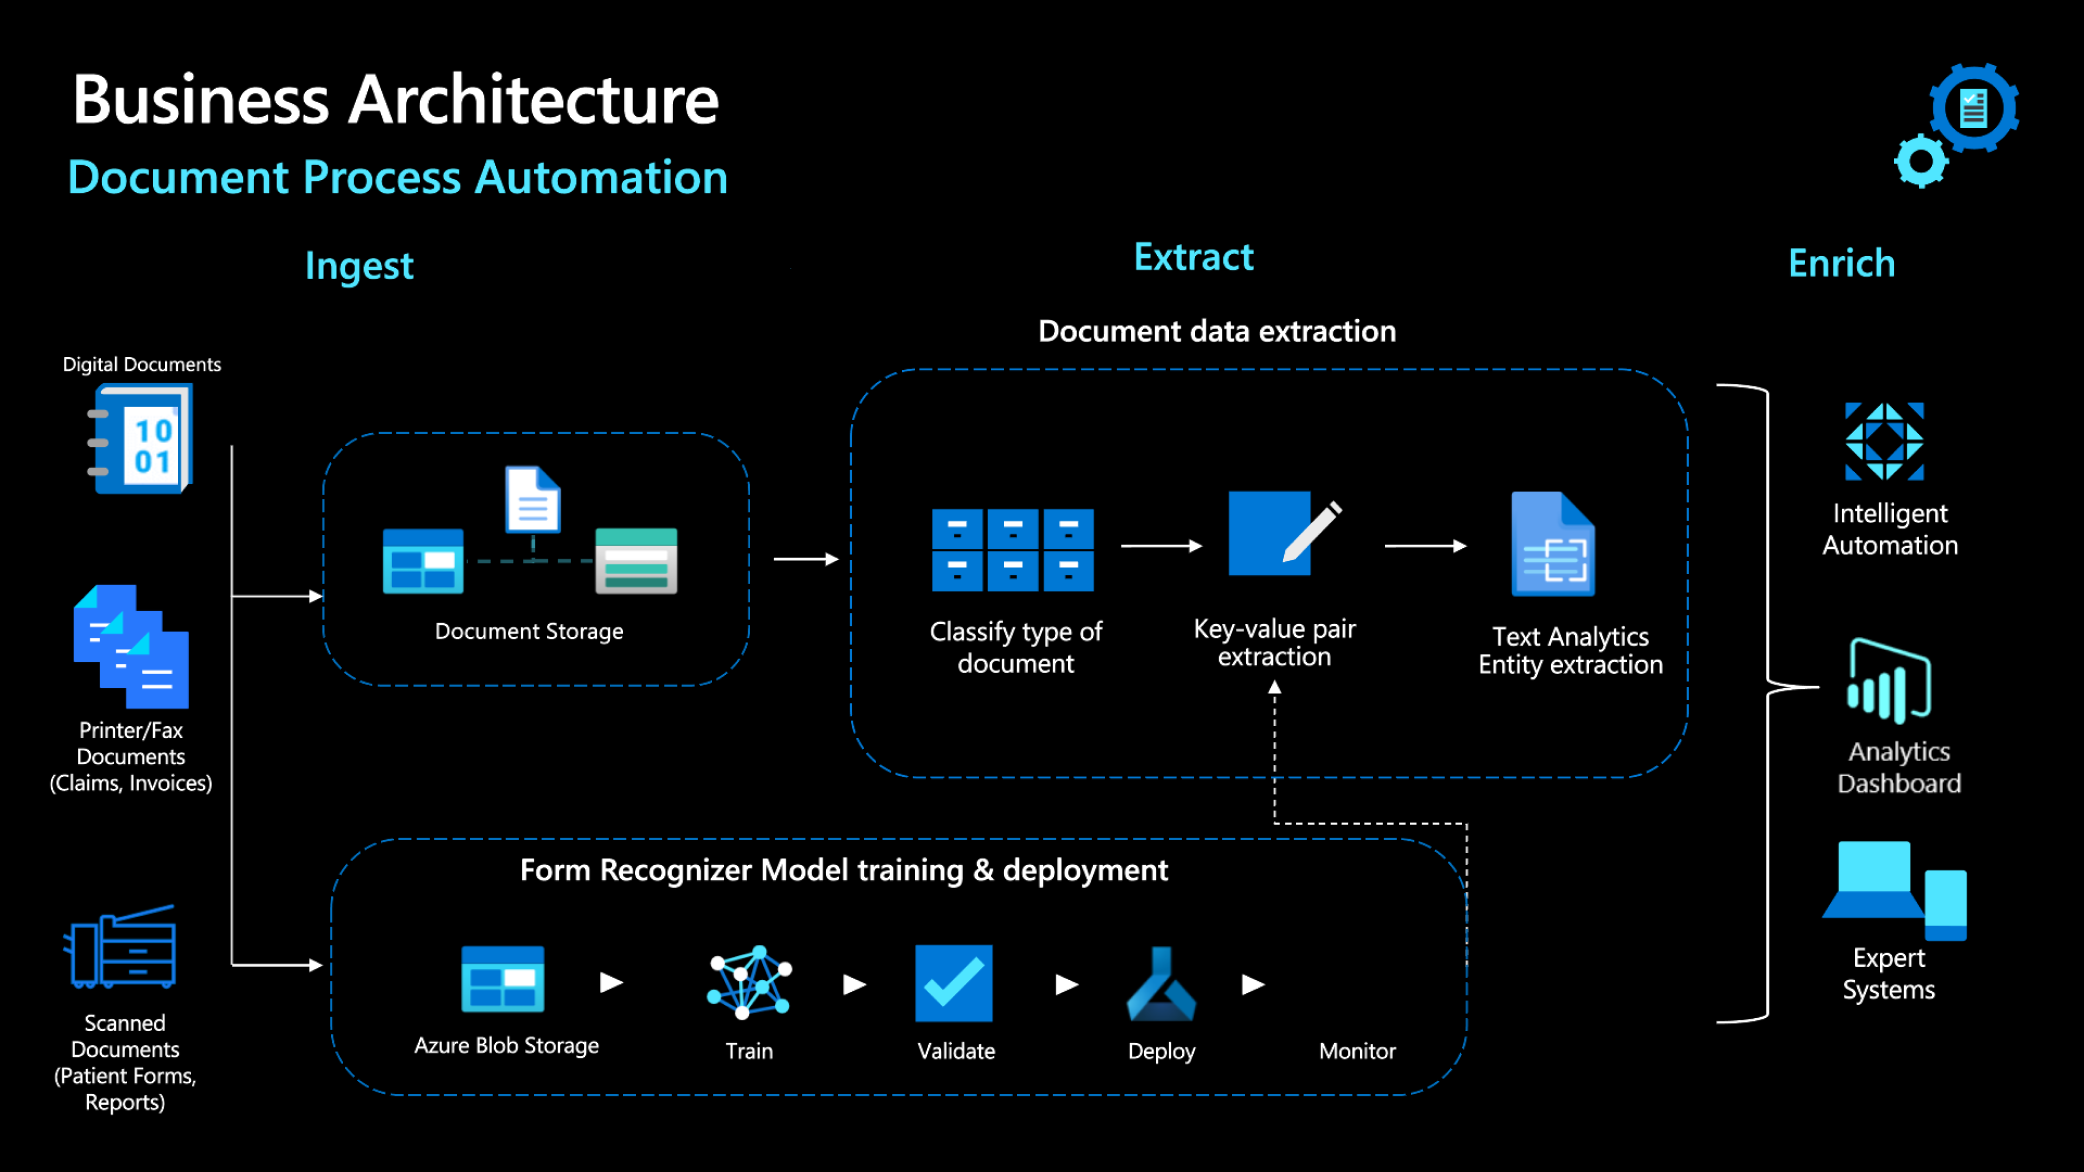 Business Architecture
Document Process Automation
Ingest
Extract
Enrich
Document data extraction
Digital Documents
10
01
Printer/Fax
Documents
(Claims, Invoices)
Scanned
Documents
(Patient Forms,
Reports)
Document Storage
Classify type of
document
Key-value pair
extraction
Text Analytics
Entity extraction
Form Recognizer Model training & deployment
Azure Blob Storage
Train
Validate
Deploy
Monitor
Intelligent
Automation
Analytics
Dashboard
Expert
Systems